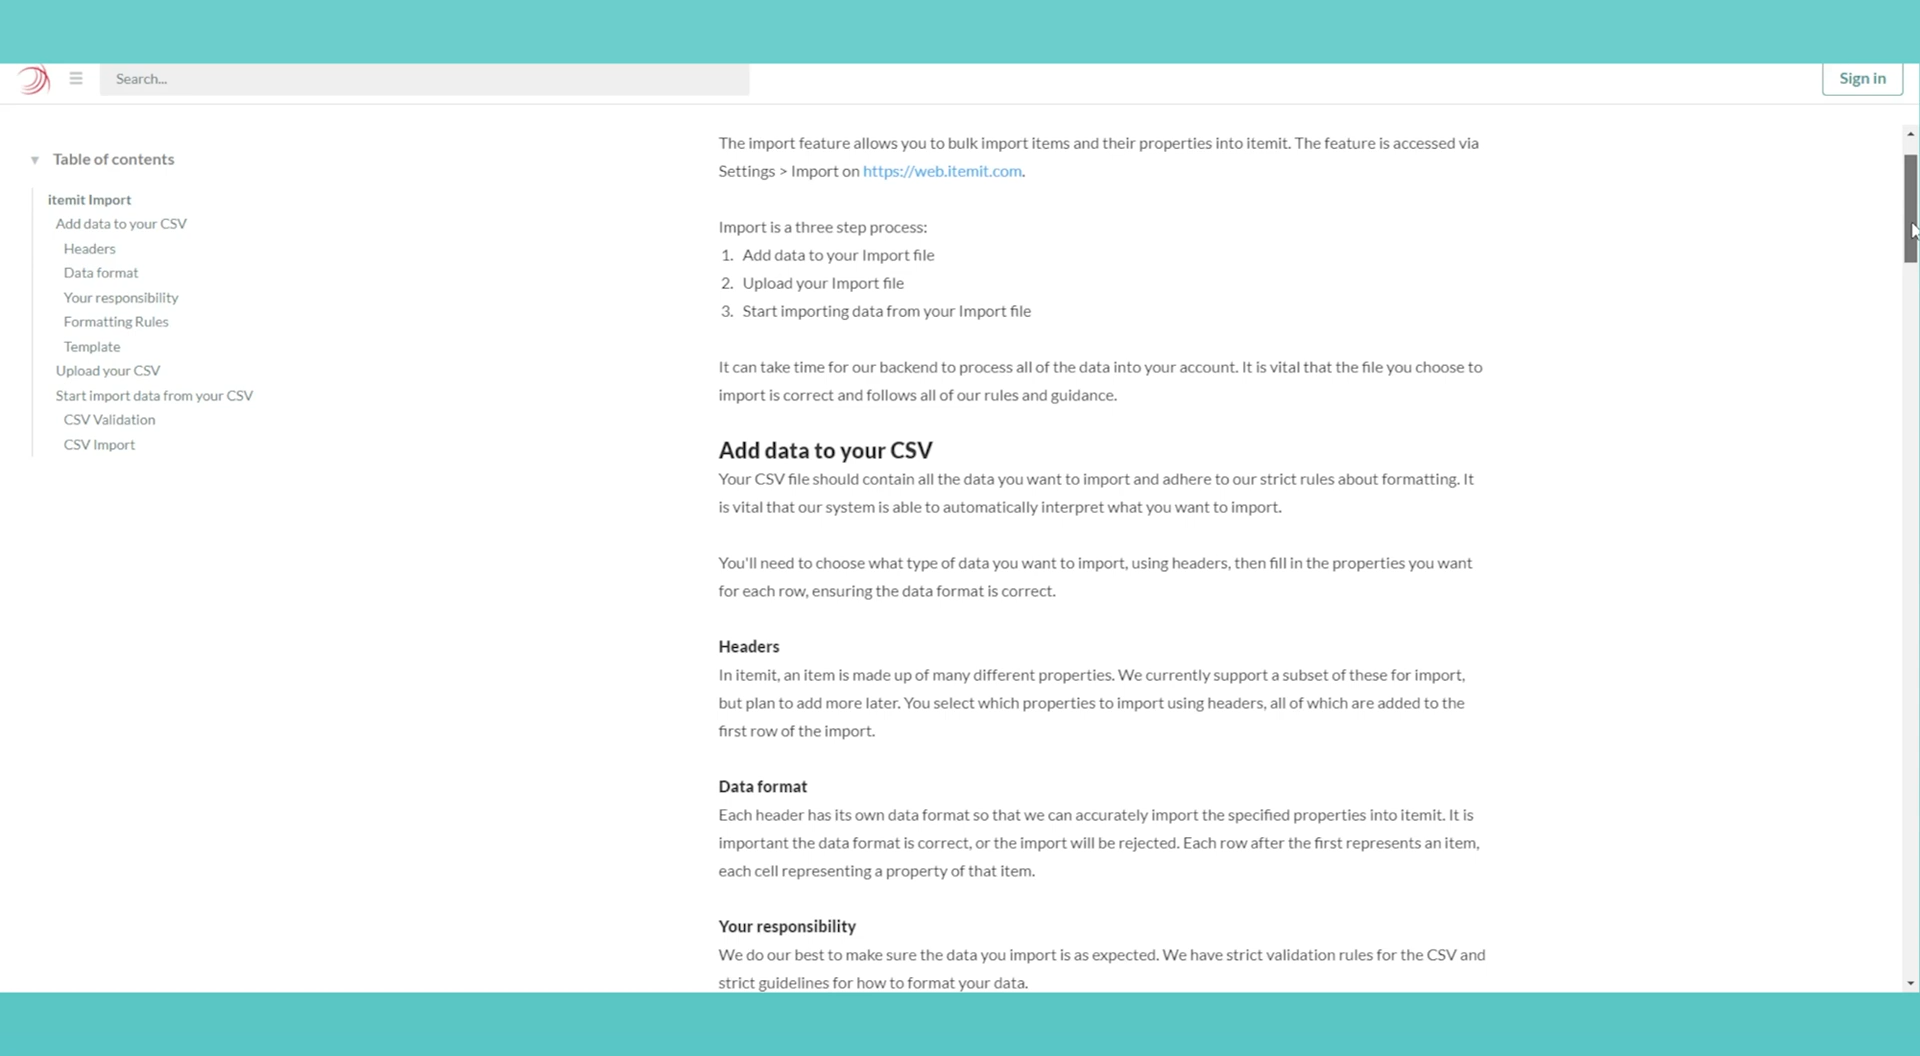 Search...
Sign in
Table of contents
itemit Import
Add data to your CSV
Headers
Data format
Your responsibility
Formatting Rules
Template
Upload your CSV
Start import data from your CSV
CSV Validation
CSV Import
The import feature allows you to bulk import items and their properties into itemit. The feature is accessed via
Settings > Import on https://web.itemit.com.
Import is a three step process:
1. Add data to your Import file
2. Upload your Import file
3. Start importing data from your Import file
It can take time for our backend to process all of the data into your account. It is vital that the file you choose to
import is correct and follows all of our rules and guidance.
Add data to your CSV
Your CSV file should contain all the data you want to import and adhere to our strict rules about formatting. It
is vital that our system is able to automatically interpret what you want to import.
You'll need to choose what type of data you want to import, using headers, then fill in the properties you want
for each row, ensuring the data format is correct.
Headers
In itemit, an item is made up of many different properties. We currently support a subset of these for import,
but plan to add more later. You select which properties to import using headers, all of which are added to the
first row of the import.
Data format
Each header has its own data format so that we can accurately import the specified properties into itemit. It is
important the data format is correct, or the import will be rejected. Each row after the first represents an item,
each cell representing a property of that item.
Your responsibility
We do our best to make sure the data you import is as expected. We have strict validation rules for the CSV and
strict guidelines for how to format your data.